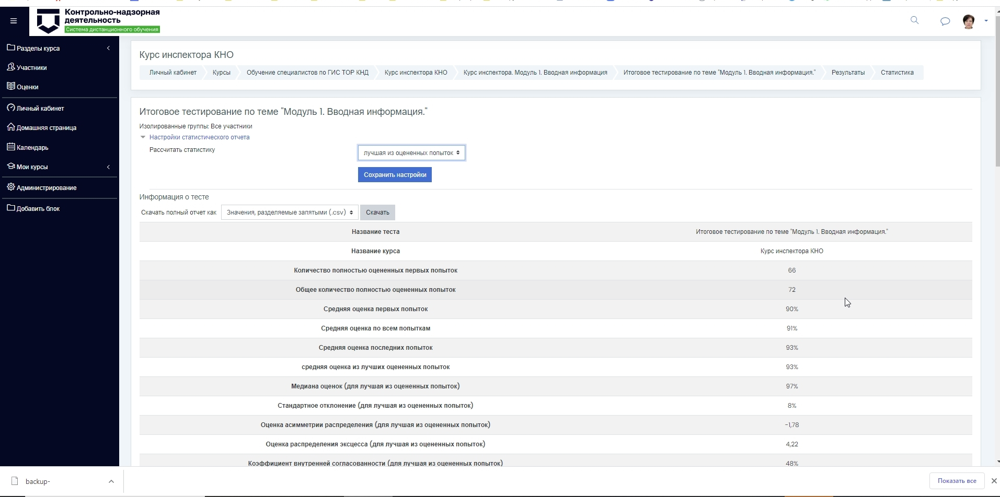 Контрольно-надзорная
деятельность
Система дистанционного обучения
Разделы курса
Участники
Оценки
Личный кабинет
Домашняя страница
Календарь
Мои курсы
Администрирование
Добавить блок
Курс инспектора КНО
Личный кабинет Курсы Обучение специалистов по ГИС ТОР КНД Курс инспектора КНО Курс инспектора. Модуль 1. Вводная информация Итоговое тестирование по теме "Модуль 1. Вводная информация." Результаты Статистика
Итоговое тестирование по теме "Модуль 1. Вводная информация."
Изолированные группы: Все участники
Настройки статистического отчета
Рассчитать статистику лучшая из оцененных попыток
Сохранить настройки
Информация о тесте
Скачать полный отчет как Значения, разделяемые запятыми (.csv) Скачать
Название теста Итоговое тестирование по теме "Модуль 1. Вводная информация."
Название курса Курс инспектора КНО
Количество полностью оцененных первых попыток 66
Общее количество полностью оцененных попыток 72
Средняя оценка первых попыток 90%
Средняя оценка по всем попыткам 91%
Средняя оценка последних попыток 93%
средняя оценка из лучших оцененных попыток 93%
Медиана оценок (для лучшая из оцененных попыток) 97%
Стандартное отклонение (для лучшая из оцененных попыток) 8%
Оценка асимметрии распределения (для лучшая из оцененных попыток) -1,78
Оценка распределения эксцесса (для лучшая из оцененных попыток) 4,22
Коэффициент внутренней согласованности (для лучшая из оцененных попыток) 48%
backup-
Показать все